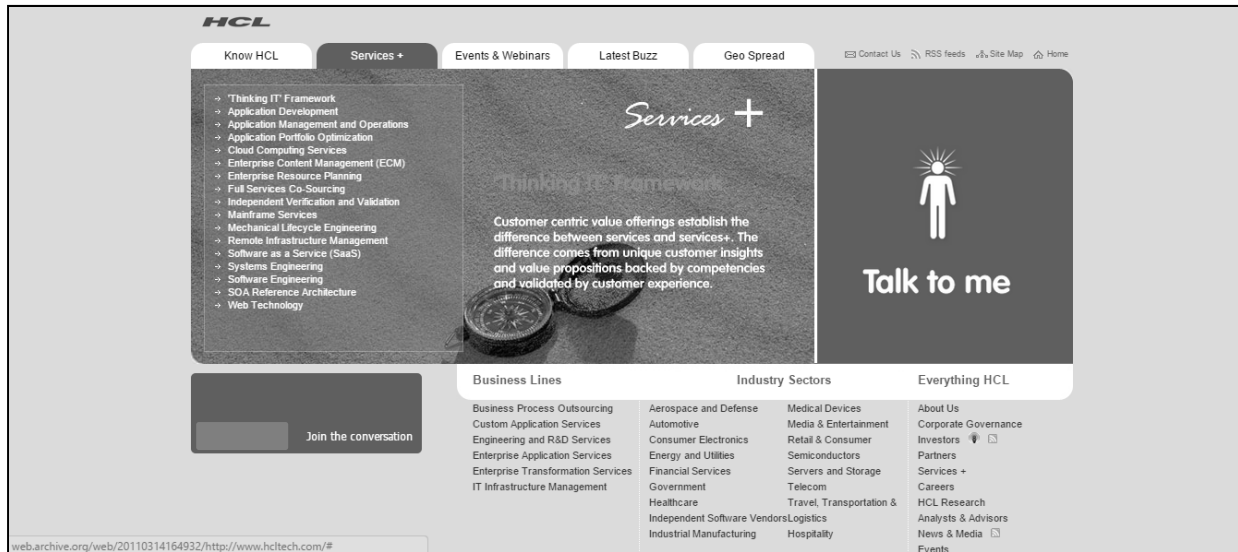 HCL
Know HCL
Services +
Events & Webinars
Latest Buzz
Geo Spread
Contact Us
RSS feeds
Site Map
Home
'Thinking IT' Framework
Application Development
Application Management and Operations
Application Portfolio Optimization
Cloud Computing Services
Enterprise Content Management (ECM)
Enterprise Resource Planning
Full Services Co-Sourcing
Independent Verification and Validation
Mainframe Services
Mechanical Lifecycle Engineering
Remote Infrastructure Management
Software as a Service (SaaS)
Systems Engineering
Software Engineering
SOA Reference Architecture
Web Technology
Services +
'Thinking IT' Framework
Customer centric value offerings establish the
difference between services and services+. The
difference comes from unique customer insights
and value propositions backed by competencies
and validated by customer experience.
Talk to me
Join the conversation
Business Lines
Business Process Outsourcing
Custom Application Services
Engineering and R&D Services
Enterprise Application Services
Enterprise Transformation Services
IT Infrastructure Management
Industry Sectors
Aerospace and Defense
Automotive
Consumer Electronics
Energy and Utilities
Financial Services
Government
Healthcare
Independent Software Vendors
Industrial Manufacturing
Medical Devices
Media & Entertainment
Retail & Consumer
Semiconductors
Servers and Storage
Telecom
Travel, Transportation &
Logistics
Hospitality
Everything HCL
About Us
Corporate Governance
Investors
Partners
Services +
Careers
HCL Research
Analysts & Advisors
News & Media
Events
web.archive.org/web/20110314164932/http://www.hcltech.com/#